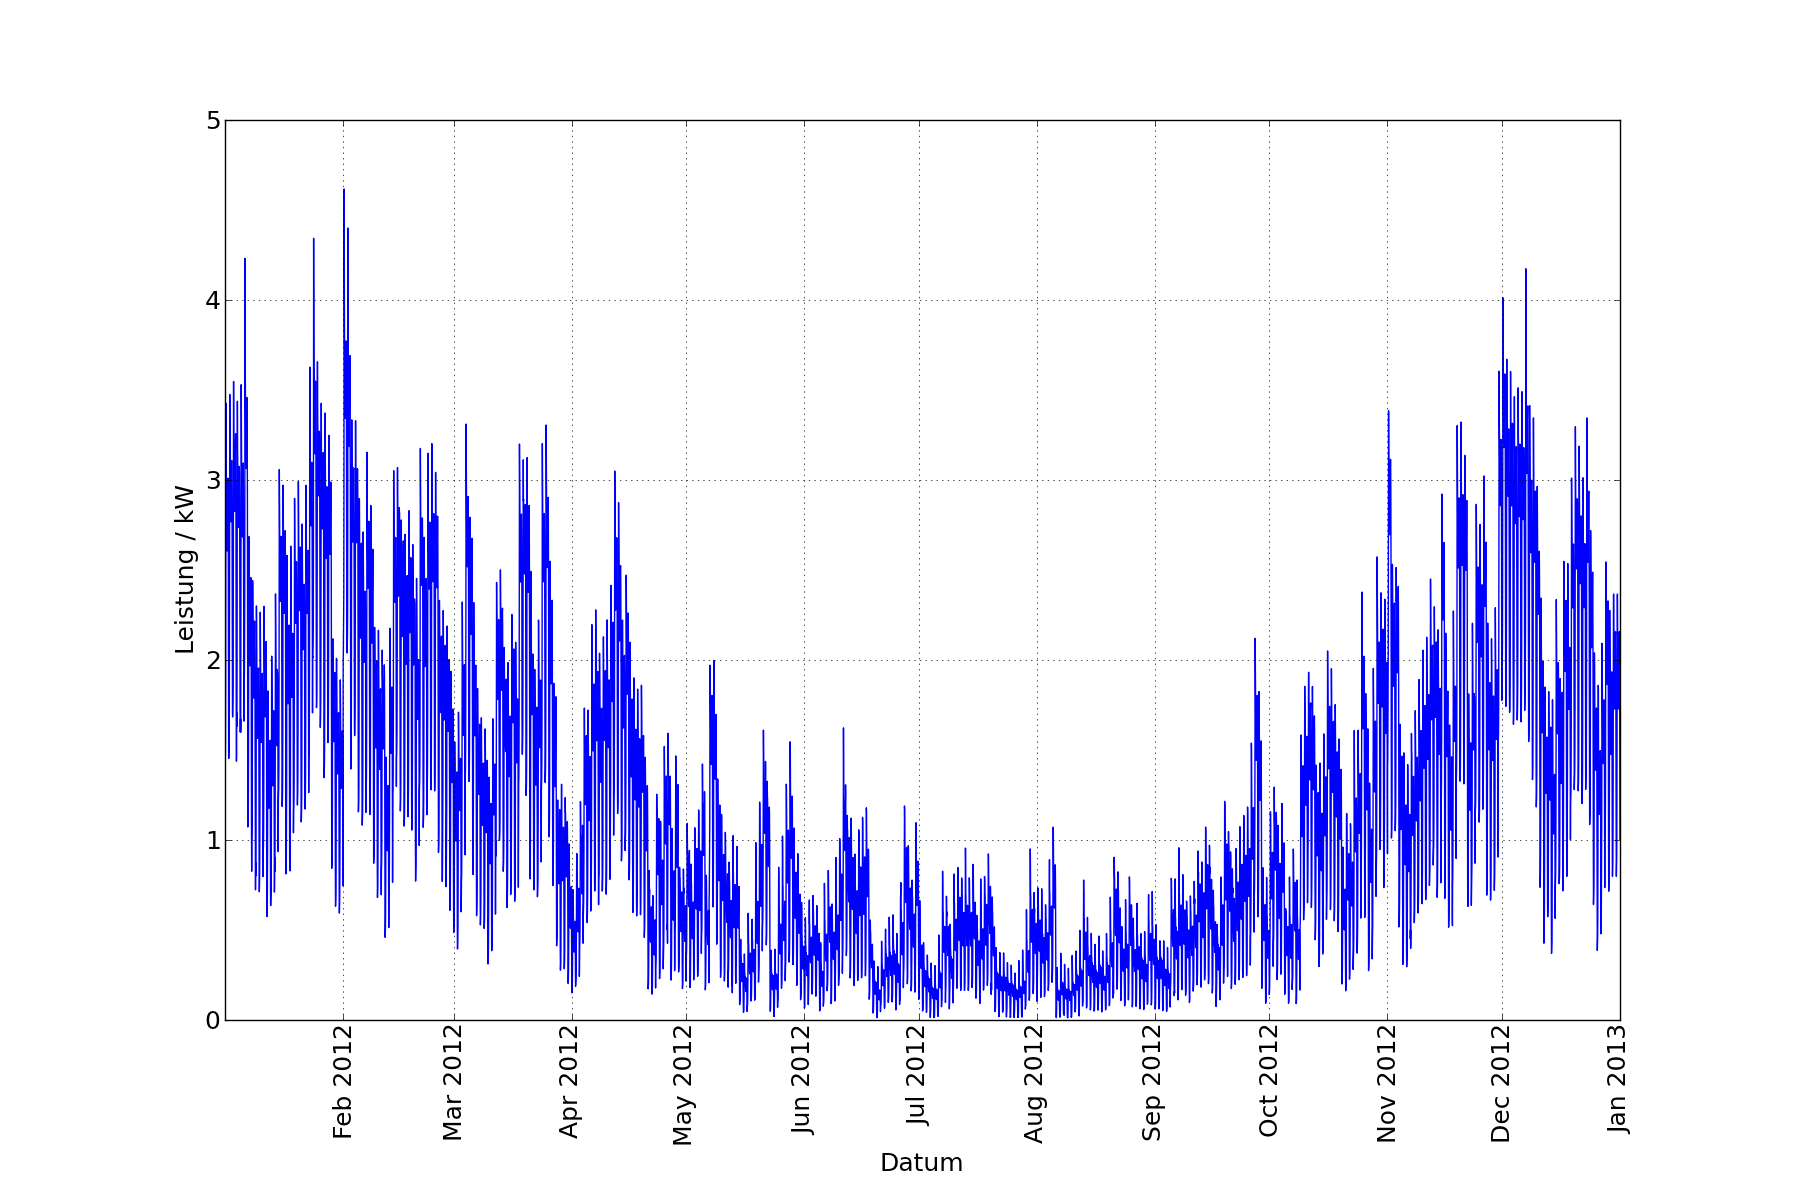 5
4
3
2
1
0
Leistung / kW
Feb 2012
Mar 2012
Apr 2012
May 2012
Jun 2012
Jul 2012
Aug 2012
Sep 2012
Oct 2012
Nov 2012
Dec 2012
Jan 2013
Datum